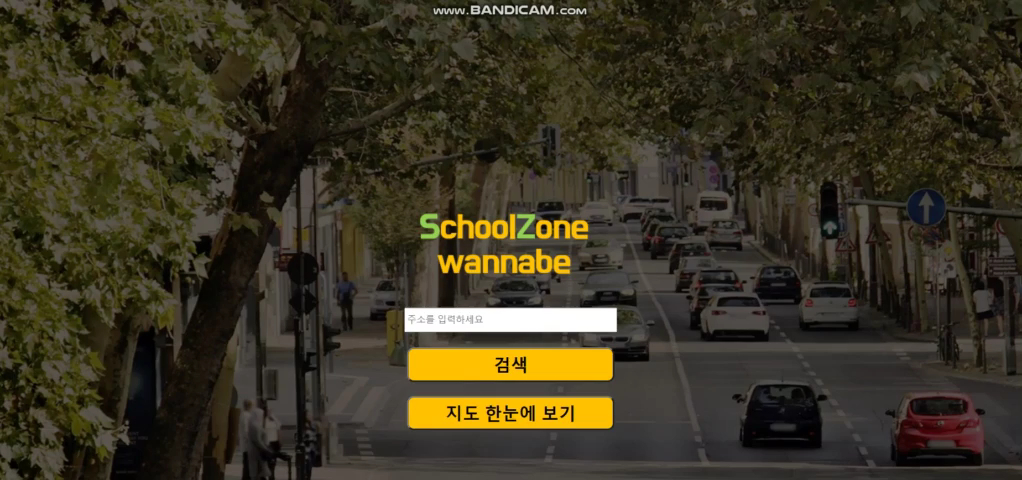 www.BANDICAM.com
SchoolZone
wannabe
주소를 입력하세요
검색
지도 한눈에 보기